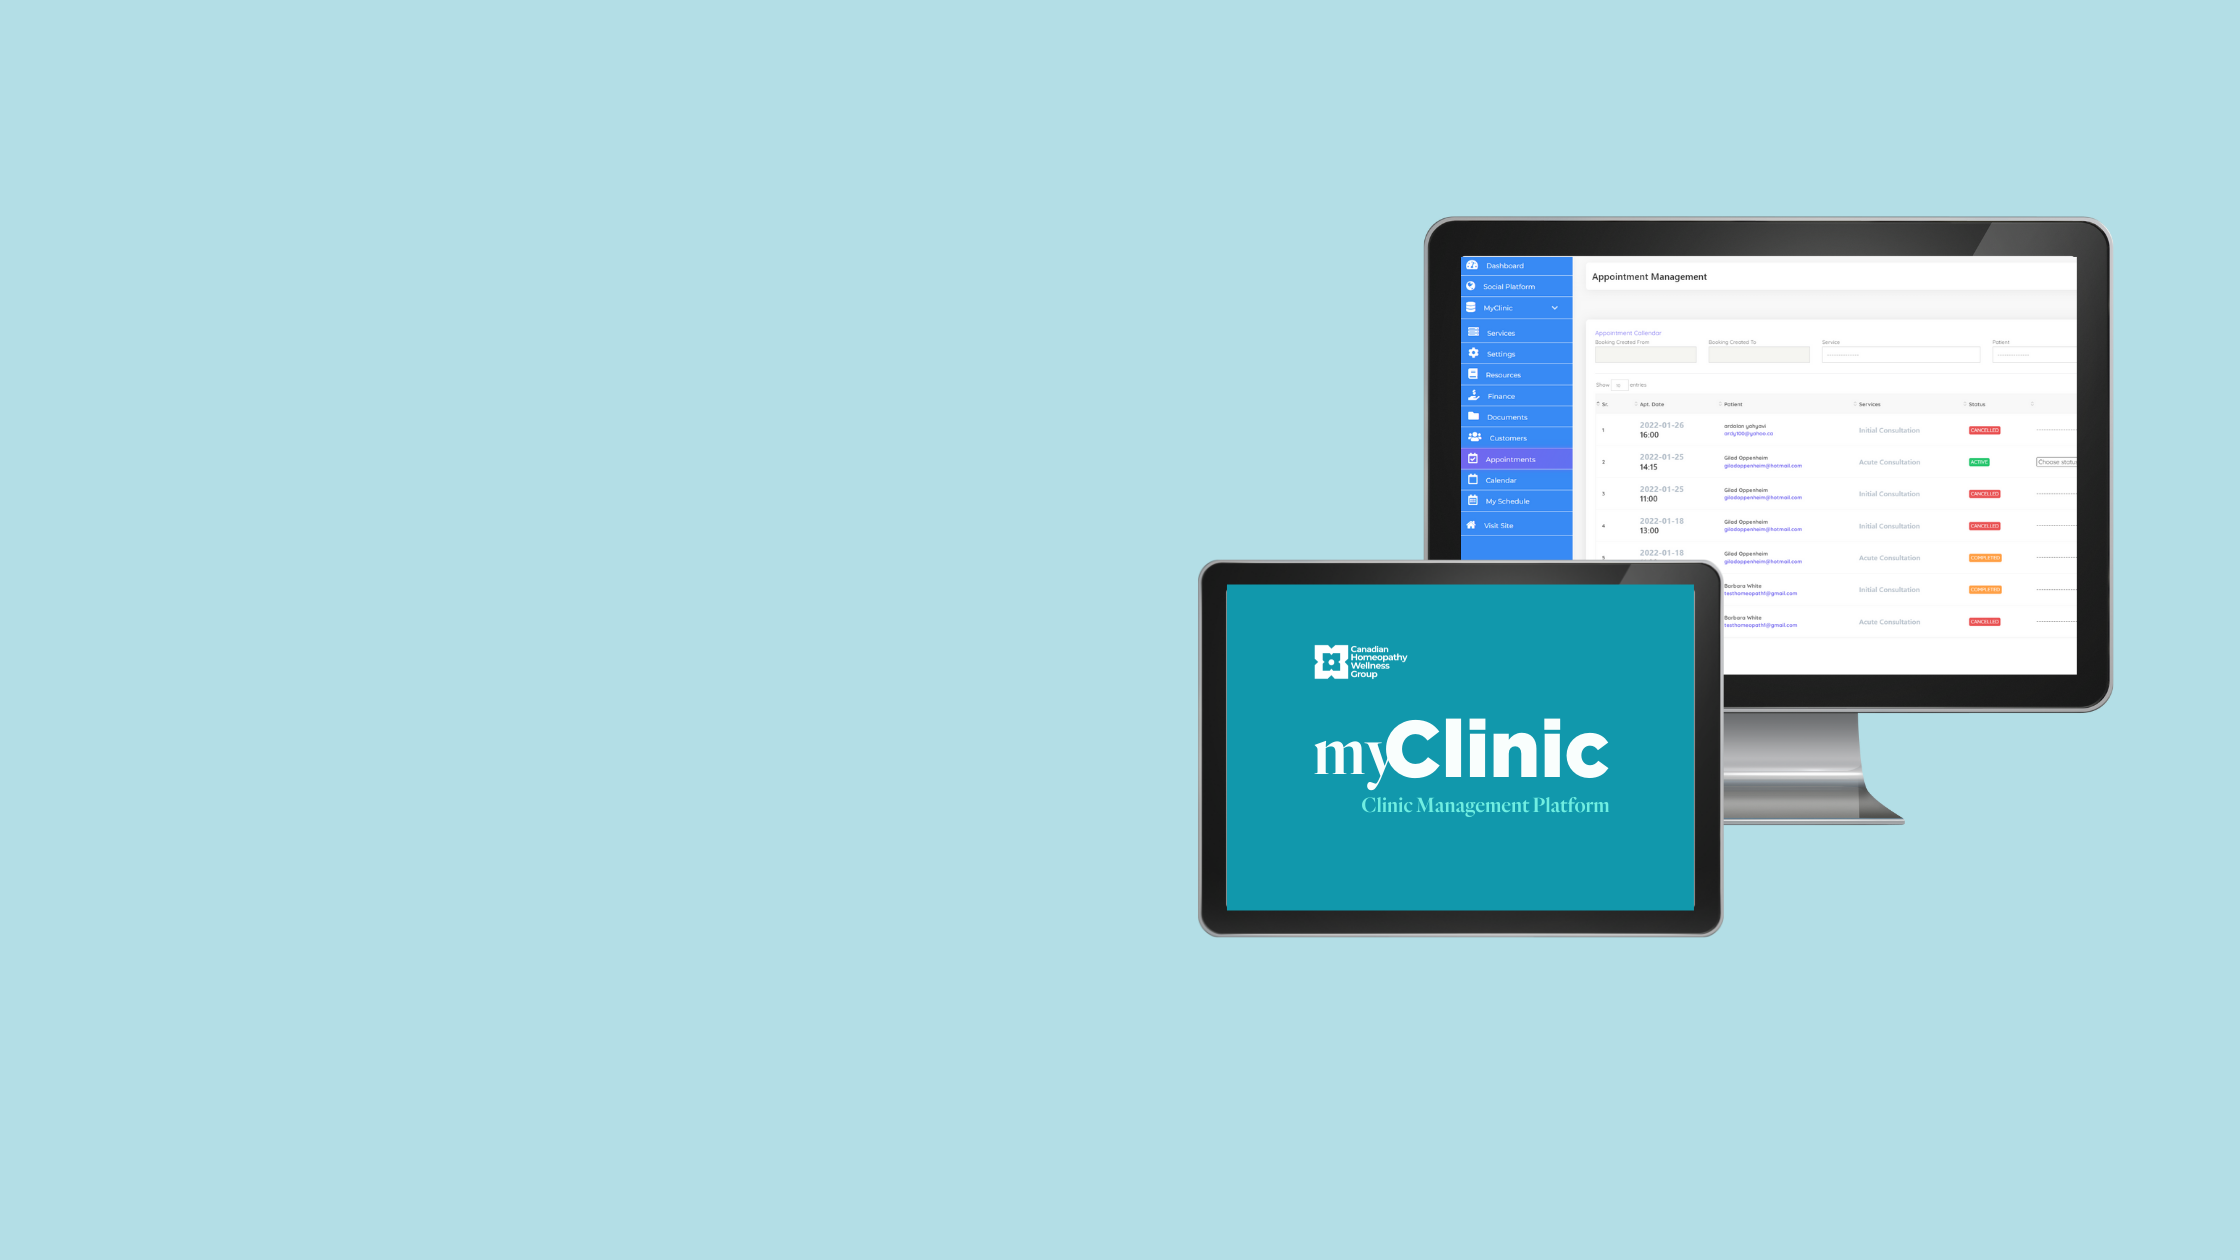 Dashboard
Social Platform
MyClinic
Services
Settings
Resources
Finance
Documents
Customers
Appointments
Calendar
My Schedule
Visit Site
Appointment Management
Appointment Callendar
Booking Created From Booking Created To Service Patient
Show 10 entries
Sr. Apt. Date Patient Services Status
1 2022-01-26 16:00 ardalan yahyavi ardy100@yahoo.ca Initial Consultation CANCELLED
2 2022-01-25 14:15 Gilad Oppenheim giladoppenheim@hotmail.com Acute Consultation ACTIVE Choose statu
3 2022-01-25 11:00 Gilad Oppenheim giladoppenheim@hotmail.com Initial Consultation CANCELLED
4 2022-01-18 13:00 Gilad Oppenheim giladoppenheim@hotmail.com Initial Consultation CANCELLED
5 2022-01-18 Gilad Oppenheim giladoppenheim@hotmail.com Acute Consultation COMPLETED
Barbara White testhomeopath1@gmail.com Initial Consultation COMPLETED
Barbara White testhomeopath1@gmail.com Acute Consultation CANCELLED
Canadian
Homeopathy
Wellness
Group
myClinic
Clinic Management Platform